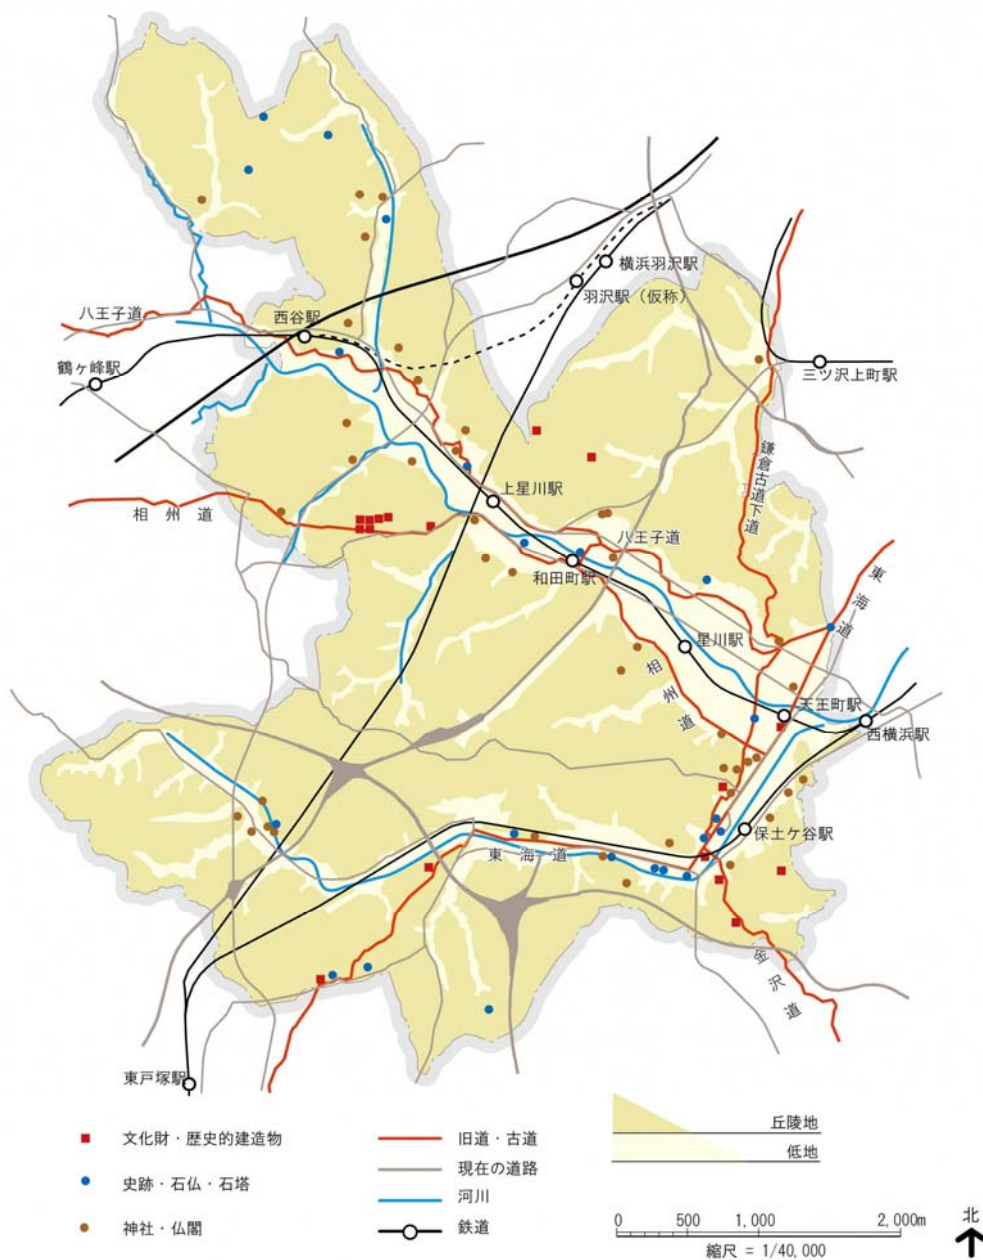 横浜羽沢駅
羽沢駅（仮称）
八王子道
西谷駅
鶴ヶ峰駅
三ツ沢上町駅
鎌倉古道下道
上星川駅
相州道
八王子道
和田町駅
東海道
星川駅
相州道
天王町駅
西横浜駅
保土ケ谷駅
東海道
金沢道
東戸塚駅
文化財・歴史的建造物
史跡・石仏・石塔
神社・仏閣
旧道・古道
現在の道路
河川
鉄道
丘陵地
低地
0 500 1,000 2,000m
縮尺 = 1/40,000
北